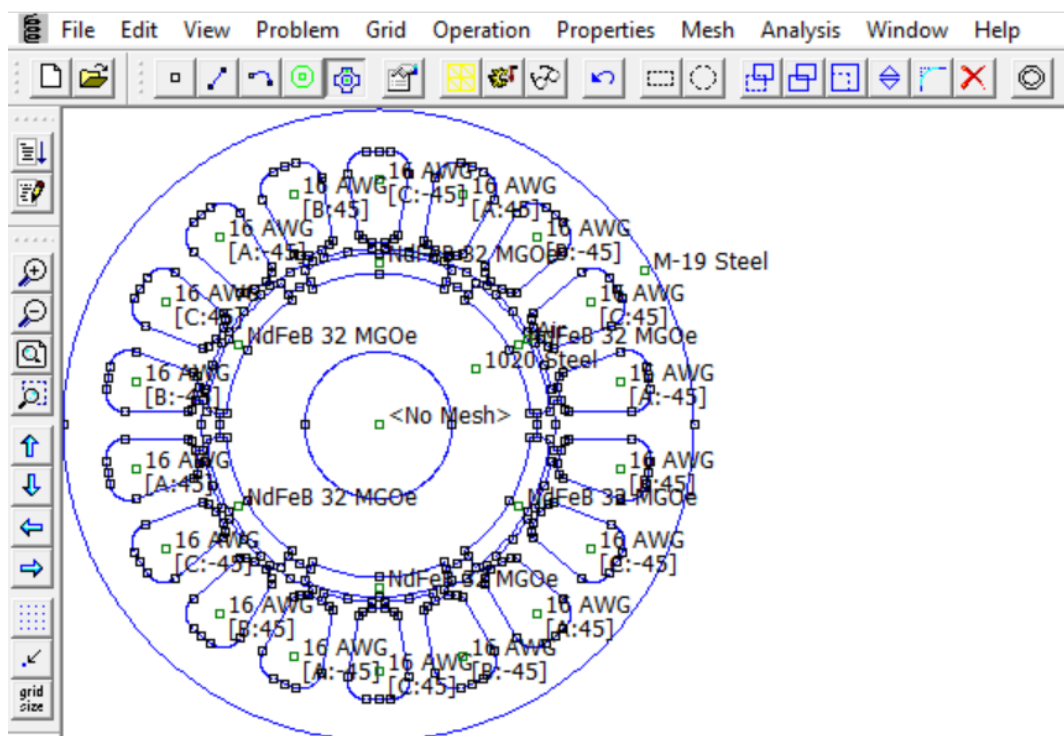 File Edit View Problem Grid Operation Properties Mesh Analysis Window Help
16 AWG
[C:-45]
16 AWG
[B:45]
16 AWG
[A:45]
16 AWG
[A:-45]
16 AWG
[B:-45]
NdFeB 32 MGOe
M-19 Steel
16 AWG
[C:45]
16 AWG
[C:45]
NdFeB 32 MGOe
Air
NdFeB 32 MGOe
1020 Steel
16 AWG
[B:-45]
16 AWG
[A:-45]
<No Mesh>
16 AWG
[A:45]
16 AWG
[B:45]
NdFeB 32 MGOe
NdFeB 32 MGOe
16 AWG
[C:-45]
16 AWG
[C:-45]
NdFeB 32 MGOe
16 AWG
[B:45]
16 AWG
[A:45]
16 AWG
[A:-45]
16 AWG
[C:45]
16 AWG
[B:-45]
grid
size